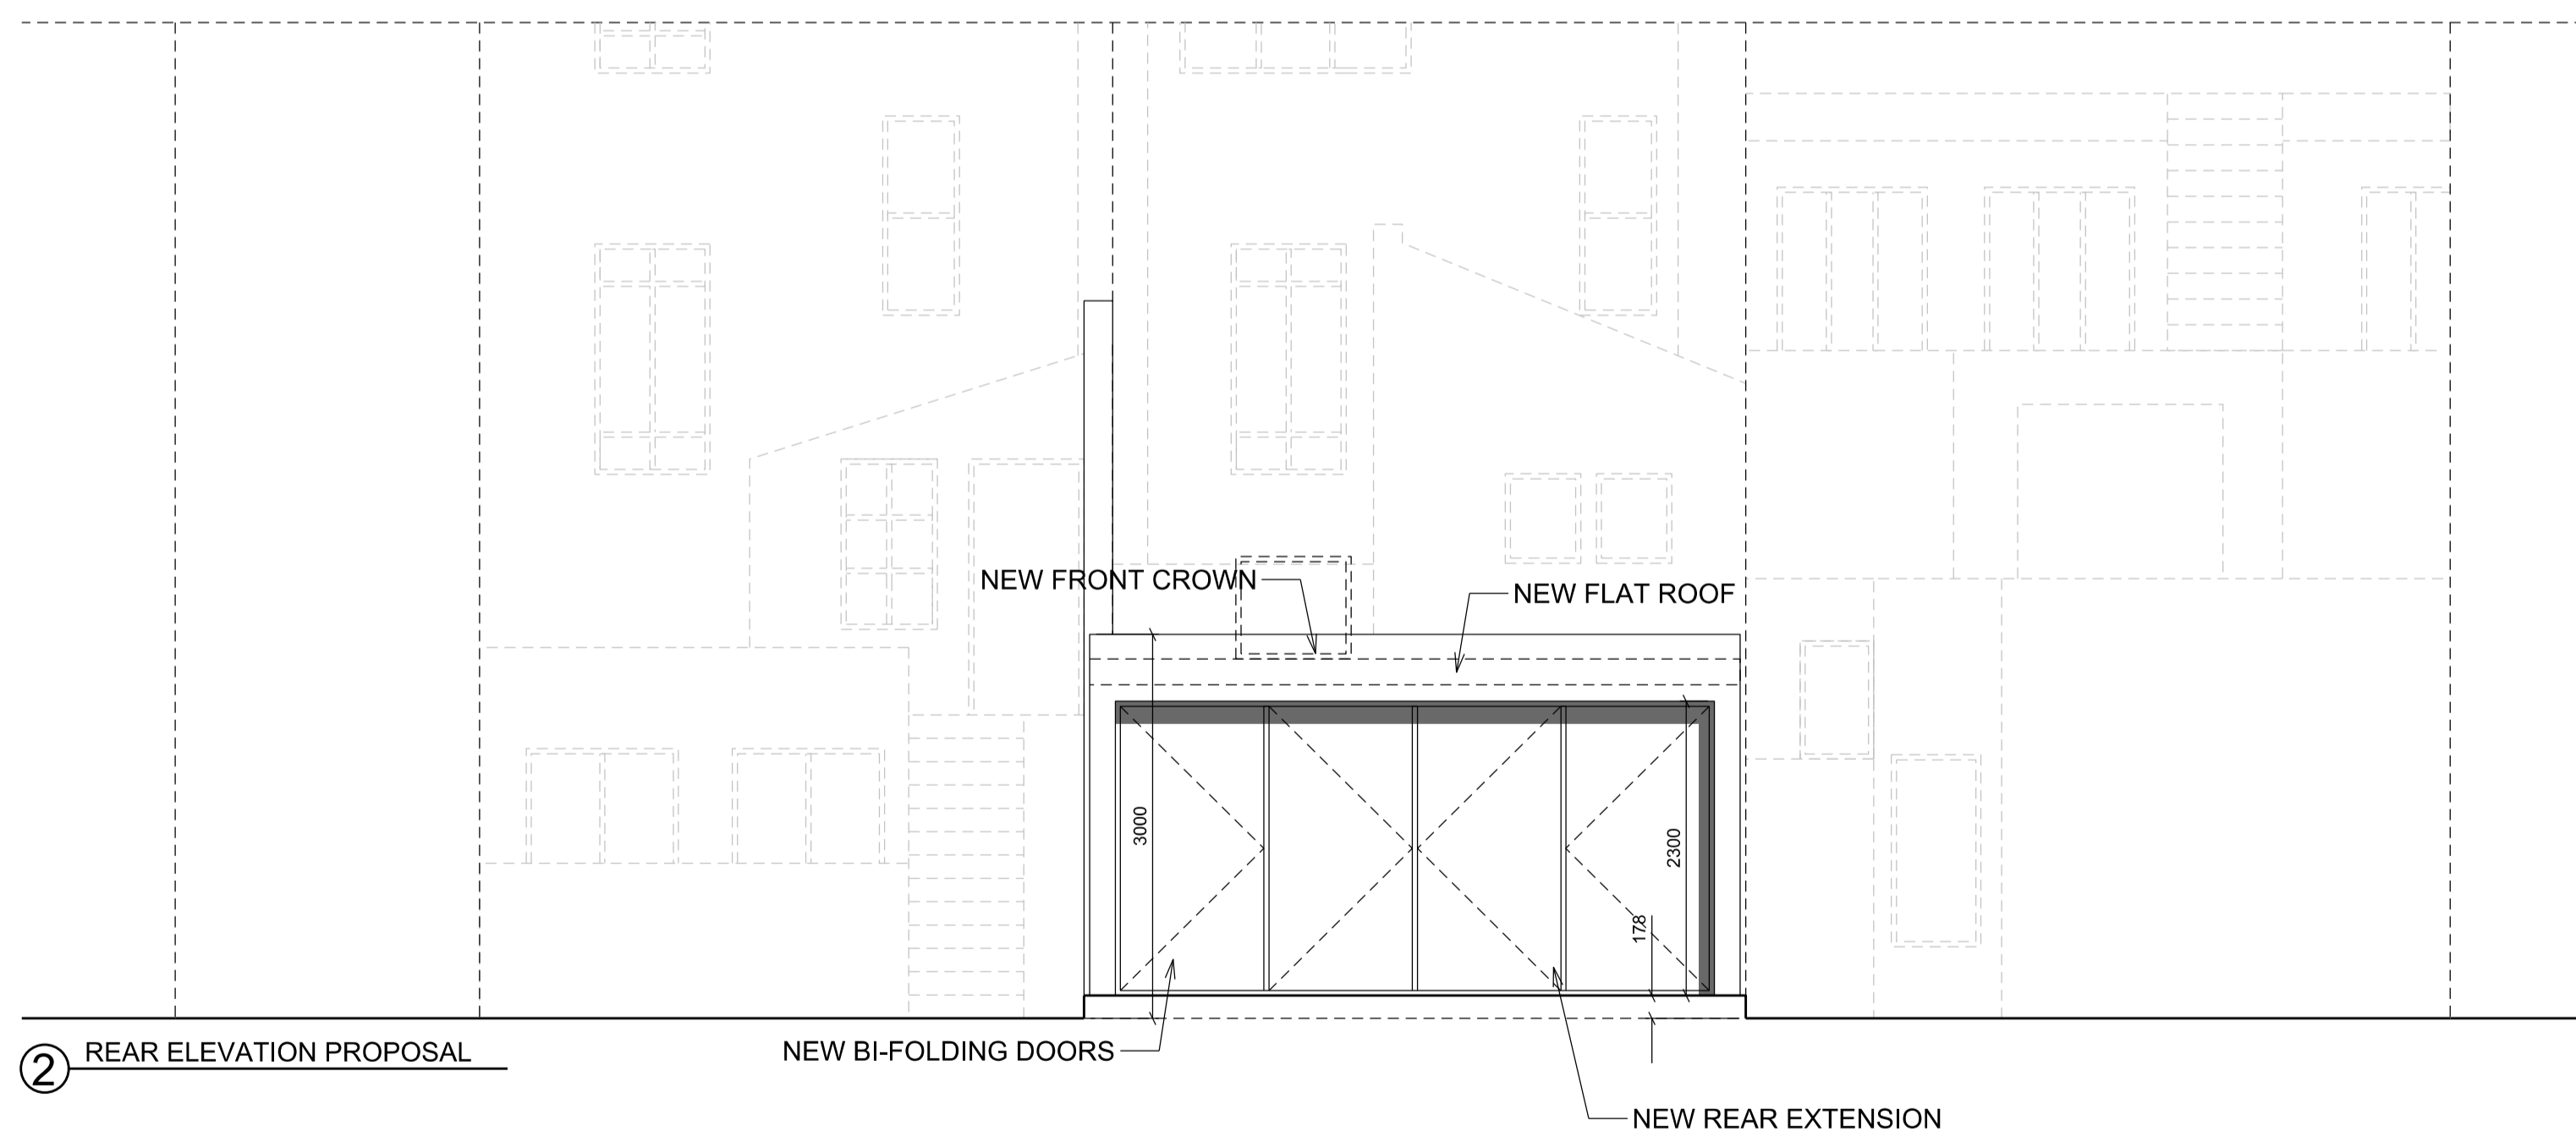 NEW FRONT CROWN
NEW FLAT ROOF
3000
2300
178
2 REAR ELEVATION PROPOSAL
NEW BI-FOLDING DOORS
NEW REAR EXTENSION